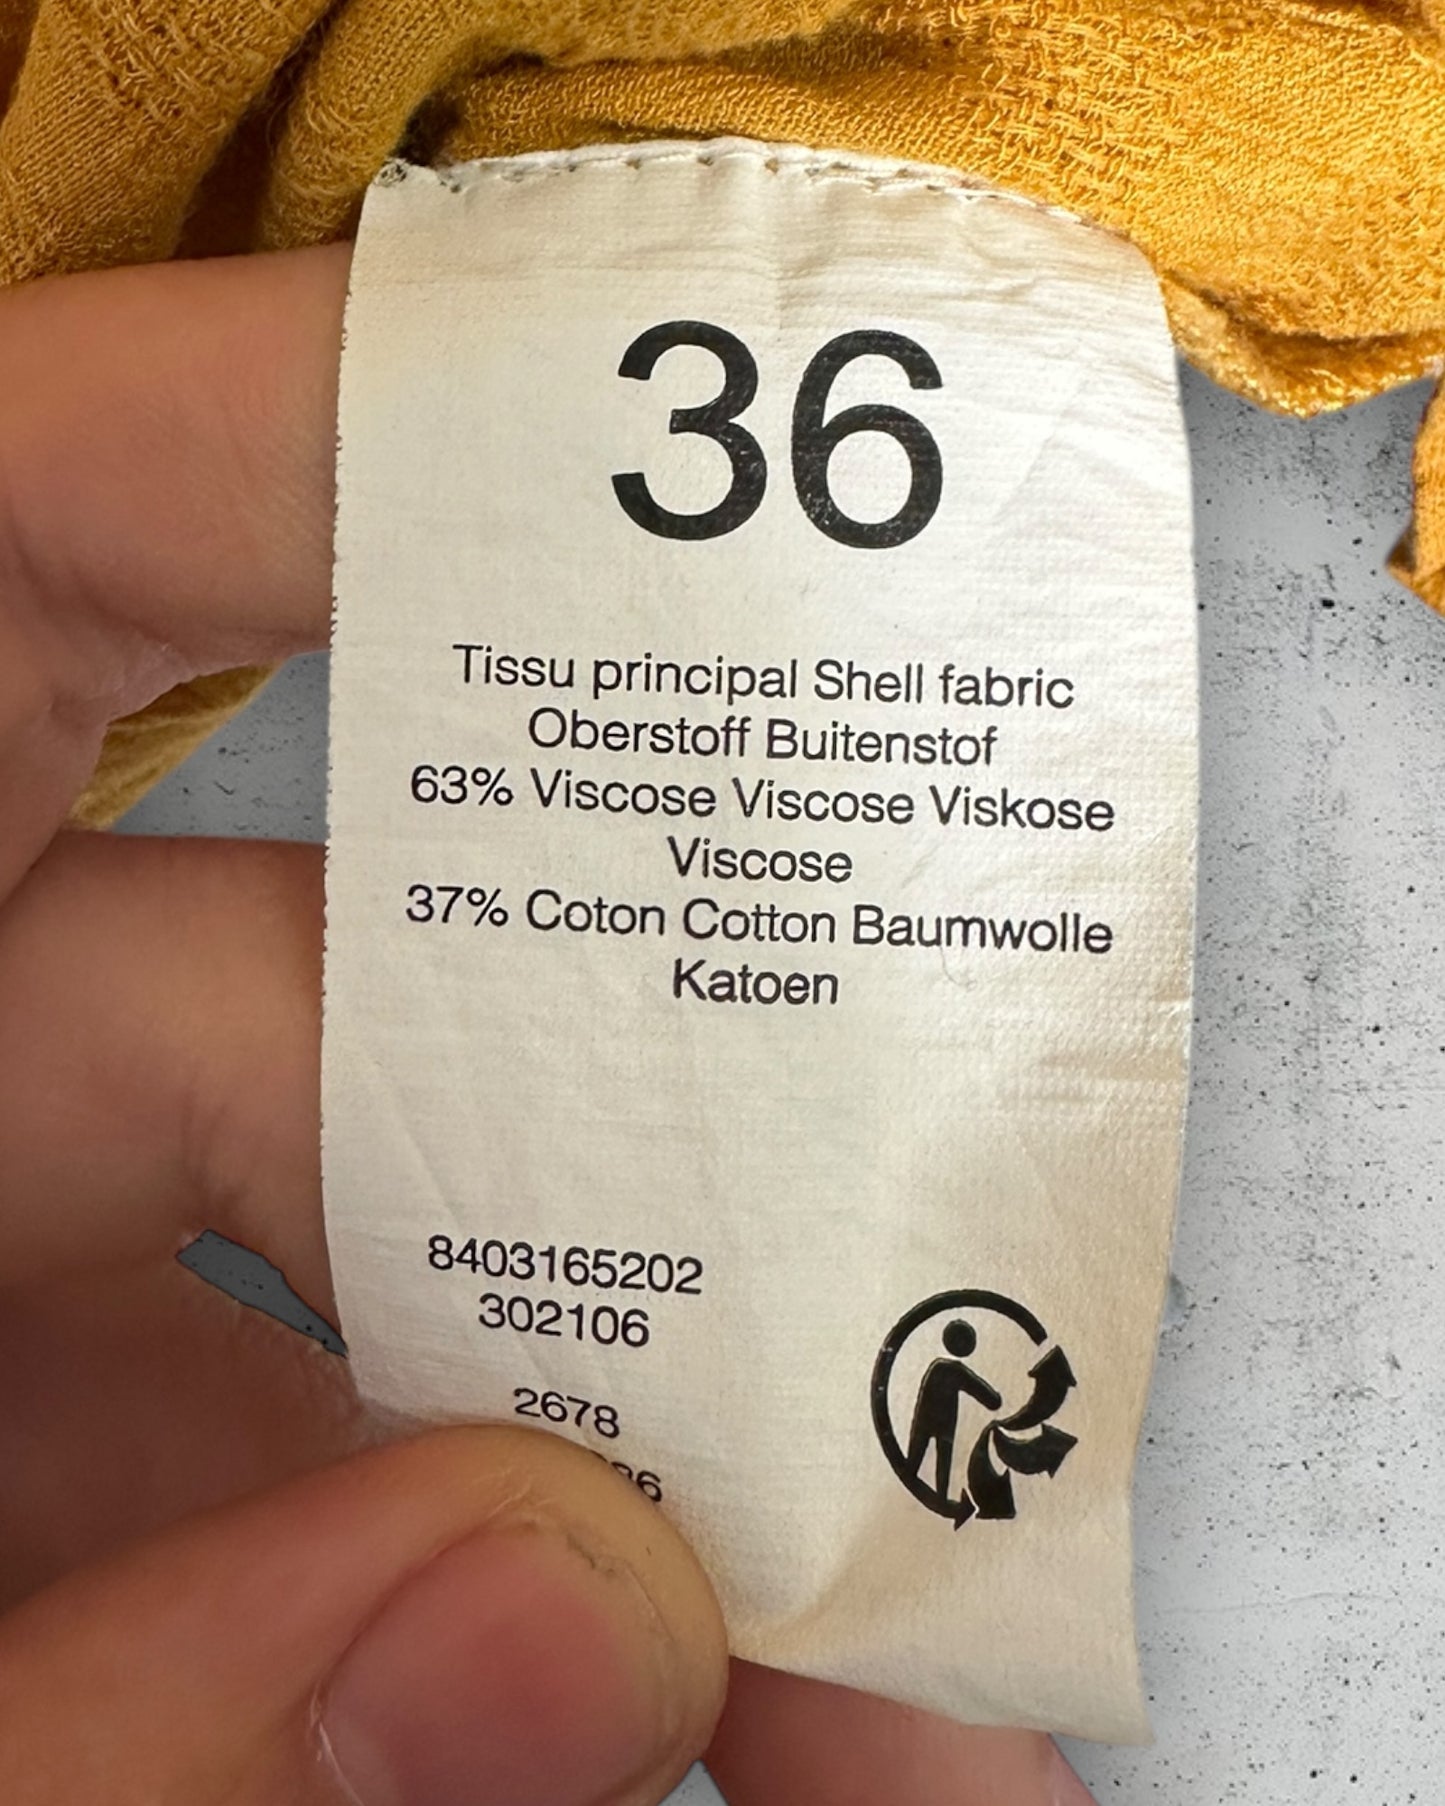 36
Tissu principal Shell fabric
Oberstoff Buitenstof
63% Viscose Viscose Viskose
Viscose
37% Coton Cotton Baumwolle
Katoen
8403165202
302106
2678